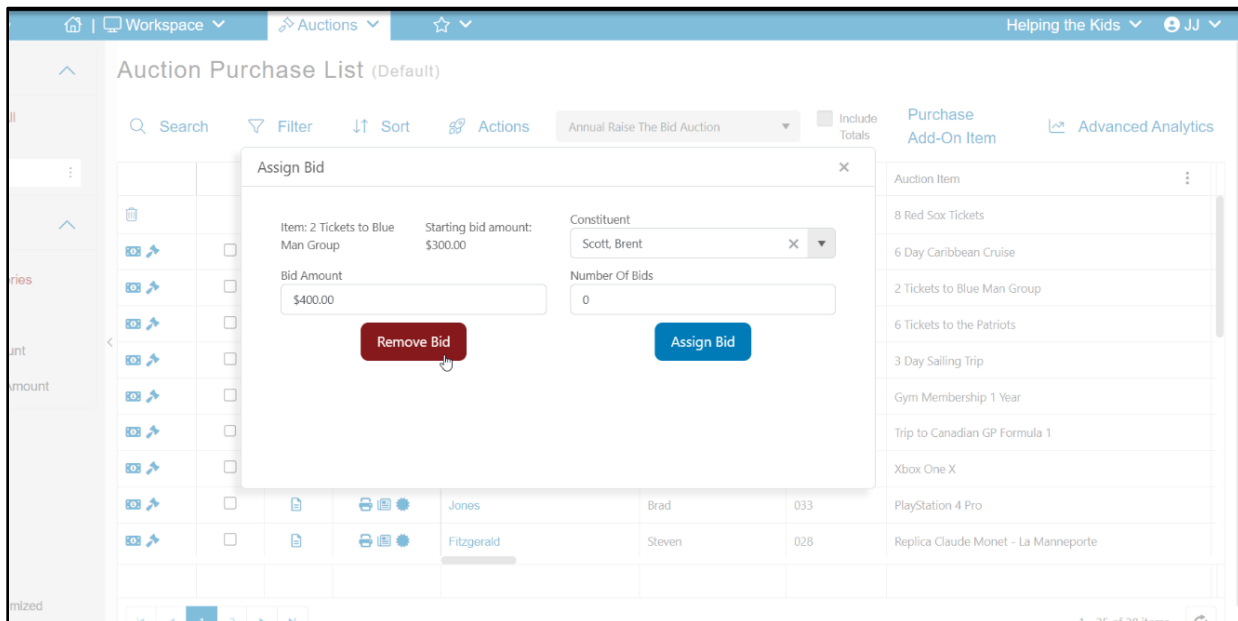 Workspace
Auctions
Helping the Kids
JJ
Auction Purchase List (Default)
Search
Filter
Sort
Actions
Annual Raise The Bid Auction
Include
Totals
Purchase
Add-On Item
Advanced Analytics
Assign Bid
Auction Item
Item: 2 Tickets to Blue
Man Group
Starting bid amount:
$300.00
Constituent
Scott, Brent
Bid Amount
$400.00
Number Of Bids
0
Remove Bid
Assign Bid
8 Red Sox Tickets
6 Day Caribbean Cruise
2 Tickets to Blue Man Group
6 Tickets to the Patriots
3 Day Sailing Trip
Gym Membership 1 Year
Trip to Canadian GP Formula 1
Xbox One X
Jones Brad 033 PlayStation 4 Pro
Fitzgerald Steven 028 Replica Claude Monet - La Manneporte
mount
mized